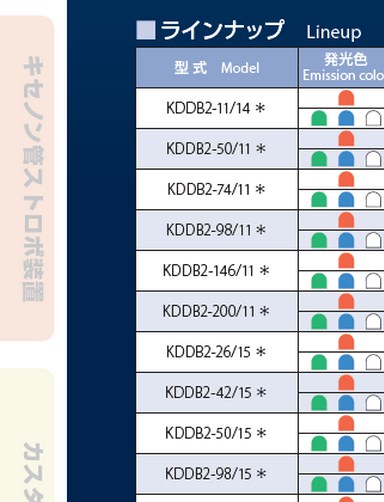 ■ラインナップ Lineup
型式 Model
発光色
Emission colo
KDDB2-11/14 *
KDDB2-50/11 *
KDDB2-74/11 *
KDDB2-98/11 *
KDDB2-146/11 *
KDDB2-200/11 *
KDDB2-26/15 *
KDDB2-42/15 *
KDDB2-50/15 *
KDDB2-98/15 *
キセノン管ストロボ装置
カスタ